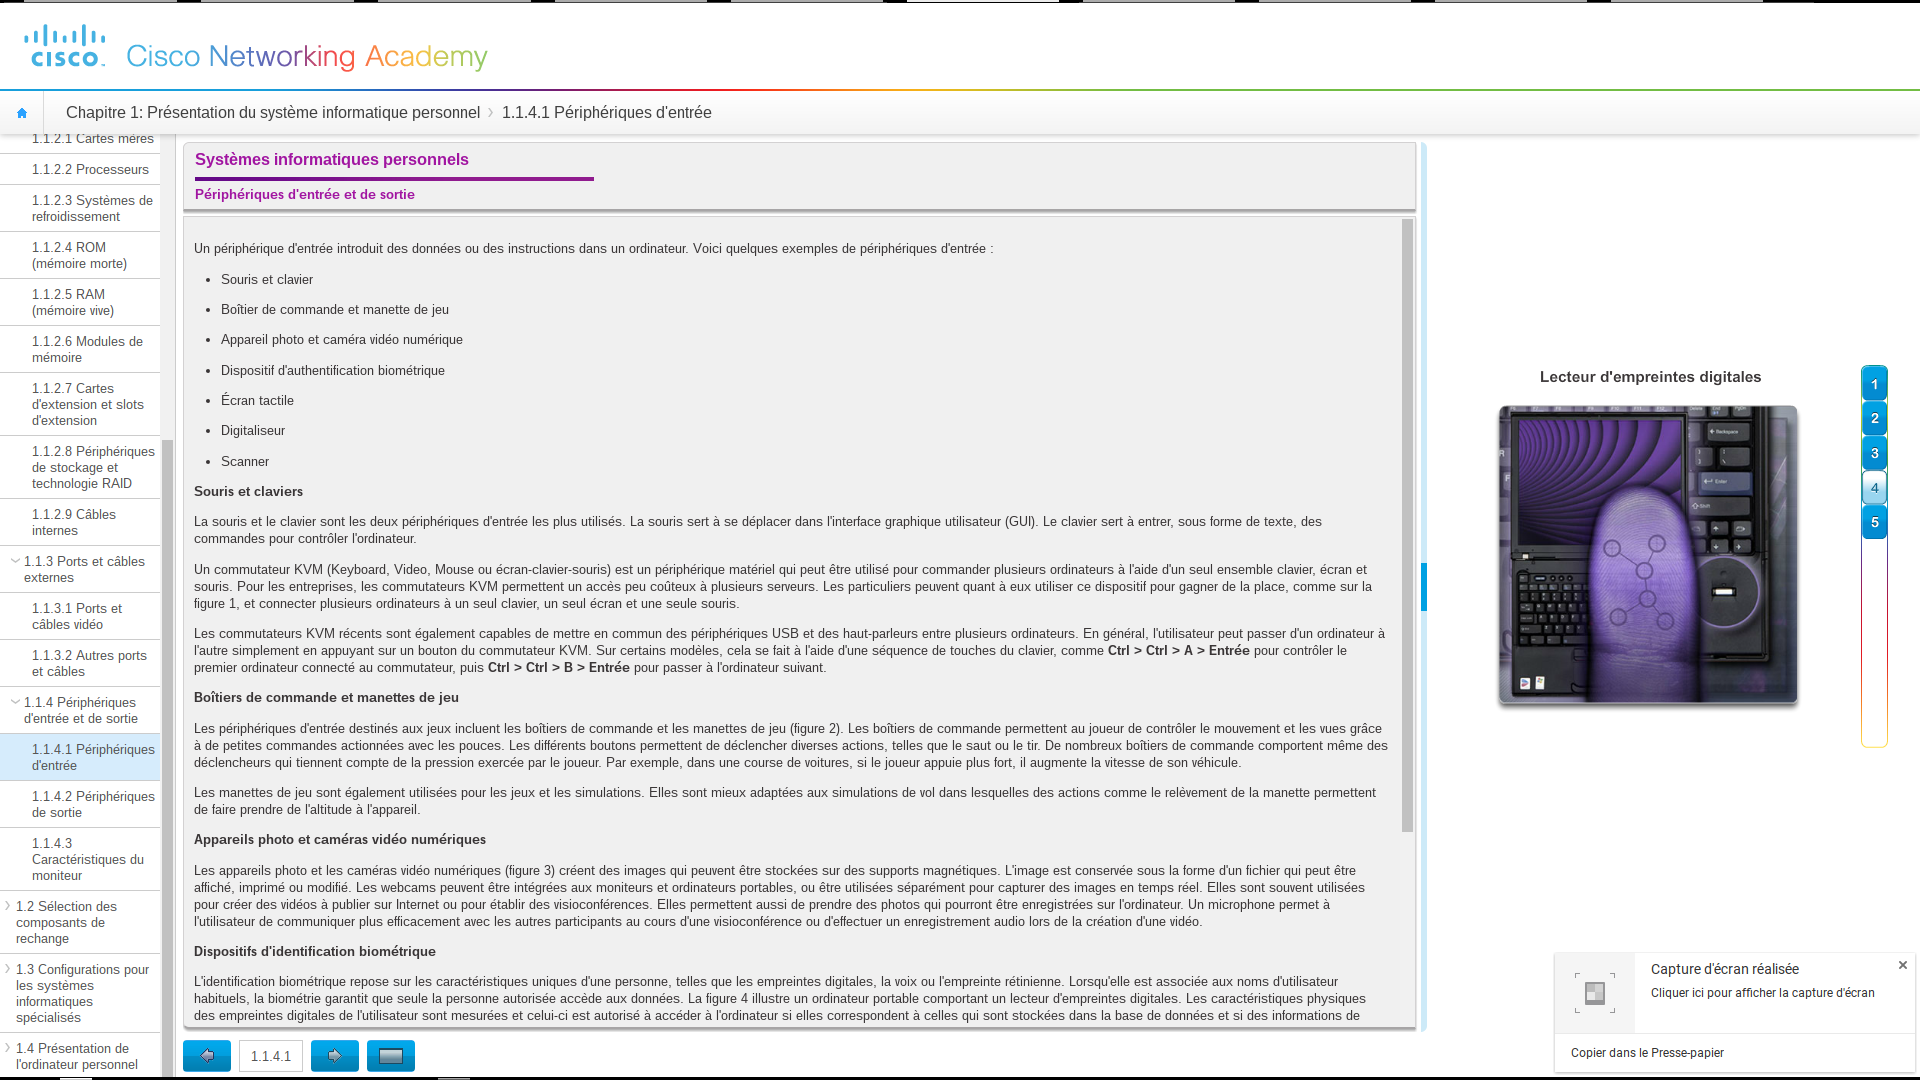 cisco
Cisco Networking Academy
Chapitre 1: Présentation du système informatique personnel
1.1.4.1 Périphériques d'entrée
1.1.2.1 Cartes mères
1.1.2.2 Processeurs
1.1.2.3 Systèmes de
refroidissement
1.1.2.4 ROM
(mémoire morte)
1.1.2.5 RAM
(mémoire vive)
1.1.2.6 Modules de
mémoire
1.1.2.7 Cartes
d'extension et slots
d'extension
1.1.2.8 Périphériques
de stockage et
technologie RAID
1.1.2.9 Câbles
internes
1.1.3 Ports et câbles
externes
1.1.3.1 Ports et
câbles vidéo
1.1.3.2 Autres ports
et câbles
1.1.4 Périphériques
d'entrée et de sortie
1.1.4.1 Périphériques
d'entrée
1.1.4.2 Périphériques
de sortie
1.1.4.3
Caractéristiques du
moniteur
1.2 Sélection des
composants de
rechange
1.3 Configurations pour
les systèmes
informatiques
spécialisés
1.4 Présentation de
l'ordinateur personnel
Systèmes informatiques personnels
Périphériques d'entrée et de sortie
Un périphérique d'entrée introduit des données ou des instructions dans un ordinateur. Voici quelques exemples de périphériques d'entrée :
• Souris et clavier
• Boîtier de commande et manette de jeu
• Appareil photo et caméra vidéo numérique
• Dispositif d'authentification biométrique
• Écran tactile
• Digitaliseur
• Scanner
Souris et claviers
La souris et le clavier sont les deux périphériques d'entrée les plus utilisés. La souris sert à se déplacer dans l'interface graphique utilisateur (GUI). Le clavier sert à entrer, sous forme de texte, des
commandes pour contrôler l'ordinateur.
Un commutateur KVM (Keyboard, Video, Mouse ou écran-clavier-souris) est un périphérique matériel qui peut être utilisé pour commander plusieurs ordinateurs à l'aide d'un seul ensemble clavier, écran et
souris. Pour les entreprises, les commutateurs KVM permettent un accès peu coûteux à plusieurs serveurs. Les particuliers peuvent quant à eux utiliser ce dispositif pour gagner de la place, comme sur la
figure 1, et connecter plusieurs ordinateurs à un seul clavier, un seul écran et une seule souris.
Les commutateurs KVM récents sont également capables de mettre en commun des périphériques USB et des haut-parleurs entre plusieurs ordinateurs. En général, l'utilisateur peut passer d'un ordinateur à
l'autre simplement en appuyant sur un bouton du commutateur KVM. Sur certains modèles, cela se fait à l'aide d'une séquence de touches du clavier, comme Ctrl > Ctrl > A > Entrée pour contrôler le
premier ordinateur connecté au commutateur, puis Ctrl > Ctrl > B > Entrée pour passer à l'ordinateur suivant.
Boîtiers de commande et manettes de jeu
Les périphériques d'entrée destinés aux jeux incluent les boîtiers de commande et les manettes de jeu (figure 2). Les boîtiers de commande permettent au joueur de contrôler le mouvement et les vues grâce
à de petites commandes actionnées avec les pouces. Les différents boutons permettent de déclencher diverses actions, telles que le saut ou le tir. De nombreux boîtiers de commande comportent même des
déclencheurs qui tiennent compte de la pression exercée par le joueur. Par exemple, dans une course de voitures, si le joueur appuie plus fort, il augmente la vitesse de son véhicule.
Les manettes de jeu sont également utilisées pour les jeux et les simulations. Elles sont mieux adaptées aux simulations de vol dans lesquelles des actions comme le relèvement de la manette permettent
de faire prendre de l'altitude à l'appareil.
Appareils photo et caméras vidéo numériques
Les appareils photo et les caméras vidéo numériques (figure 3) créent des images qui peuvent être stockées sur des supports magnétiques. L'image est conservée sous la forme d'un fichier qui peut être
affiché, imprimé ou modifié. Les webcams peuvent être intégrées aux moniteurs et ordinateurs portables, ou être utilisées séparément pour capturer des images en temps réel. Elles sont souvent utilisées
pour créer des vidéos à publier sur Internet ou pour établir des visioconférences. Elles permettent aussi de prendre des photos qui pourront être enregistrées sur l'ordinateur. Un microphone permet à
l'utilisateur de communiquer plus efficacement avec les autres participants au cours d'une visioconférence ou d'effectuer un enregistrement audio lors de la création d'une vidéo.
Dispositifs d'identification biométrique
L'identification biométrique repose sur les caractéristiques uniques d'une personne, telles que les empreintes digitales, la voix ou l'empreinte rétinienne. Lorsqu'elle est associée aux noms d'utilisateur
habituels, la biométrie garantit que seule la personne autorisée accède aux données. La figure 4 illustre un ordinateur portable comportant un lecteur d'empreintes digitales. Les caractéristiques physiques
des empreintes digitales de l'utilisateur sont mesurées et celui-ci est autorisé à accéder à l'ordinateur si elles correspondent à celles qui sont stockées dans la base de données et si des informations de
1.1.4.1
Lecteur d'empreintes digitales
Backspace
Enter
Shift
1
2
3
4
5
Capture d'écran réalisée
Cliquer ici pour afficher la capture d'écran
Copier dans le Presse-papier